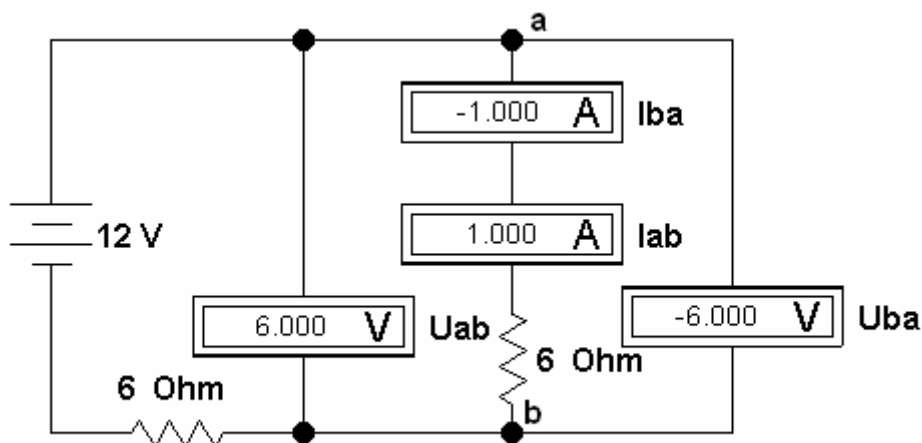 a
-1.000 A Iba
12 V
1.000 A Iab
6.000 V Uab
-6.000 V Uba
6 Ohm
6 Ohm
b